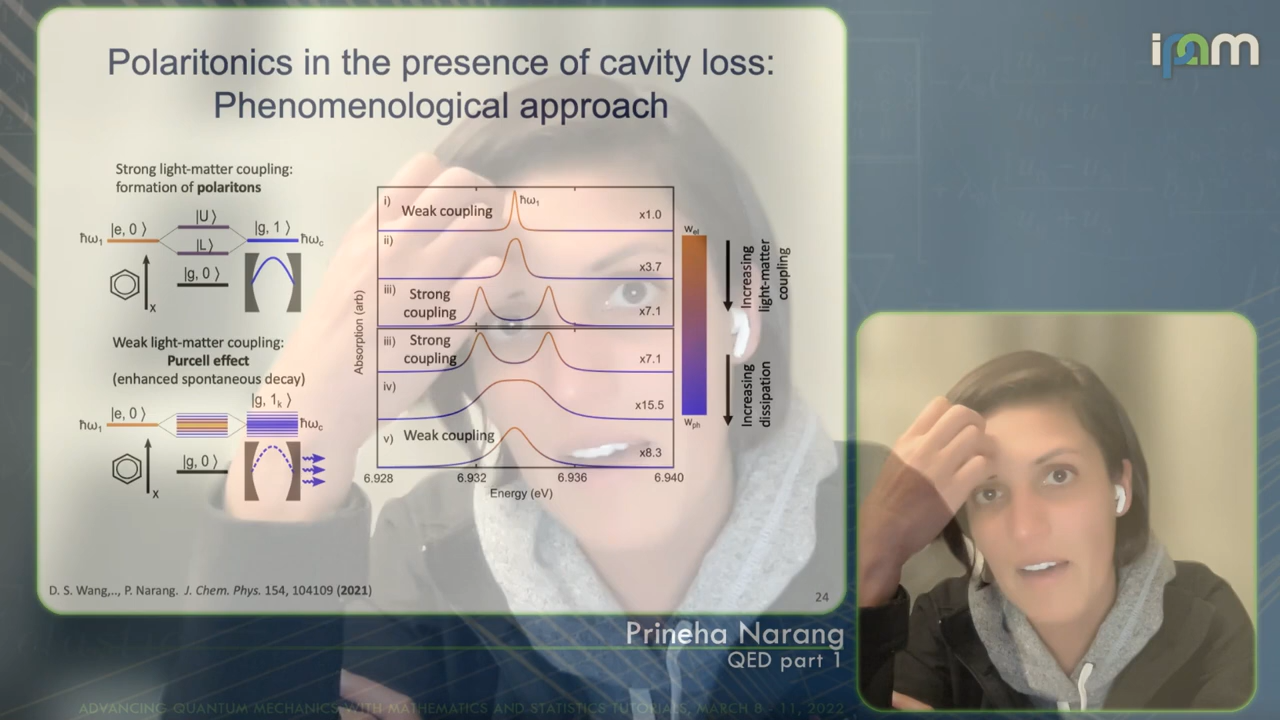 Polaritonics in the presence of cavity loss:
Phenomenological approach
Strong light-matter coupling:
formation of polaritons
|e, 0 ⟩
|U ⟩
|g, 1 ⟩
ħω₁
|L ⟩
ħω꜀
|g, 0 ⟩
x
Weak light-matter coupling:
Purcell effect
(enhanced spontaneous decay)
|e, 0 ⟩
|g, 1ₖ ⟩
ħω₁
ħω꜀
|g, 0 ⟩
x
Absorption (arb)
i) Weak coupling
ħω₁
x1.0
ii)
x3.7
iii) Strong
coupling
x7.1
iii) Strong
coupling
x7.1
iv)
x15.5
v) Weak coupling
x8.3
6.928 6.932 6.936 6.940
Energy (eV)
wₑₗ
wₚₕ
Increasing
light-matter
coupling
Increasing
dissipation
D. S. Wang,.., P. Narang. J. Chem. Phys. 154, 104109 (2021)
24
ipam
Prineha Narang
QED part 1
ADVANCING QUANTUM MECHANICS WITH MATHEMATICS AND STATISTICS TUTORIALS, MARCH 8 - 11, 2022